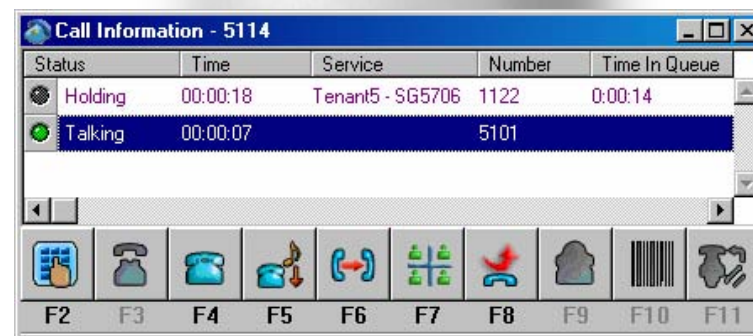 Call Information - 5114
Status Time Service Number Time In Queue
Holding 00:00:18 Tenant5 - SG5706 1122 0:00:14
Talking 00:00:07 5101
F2 F3 F4 F5 F6 F7 F8 F9 F10 F11